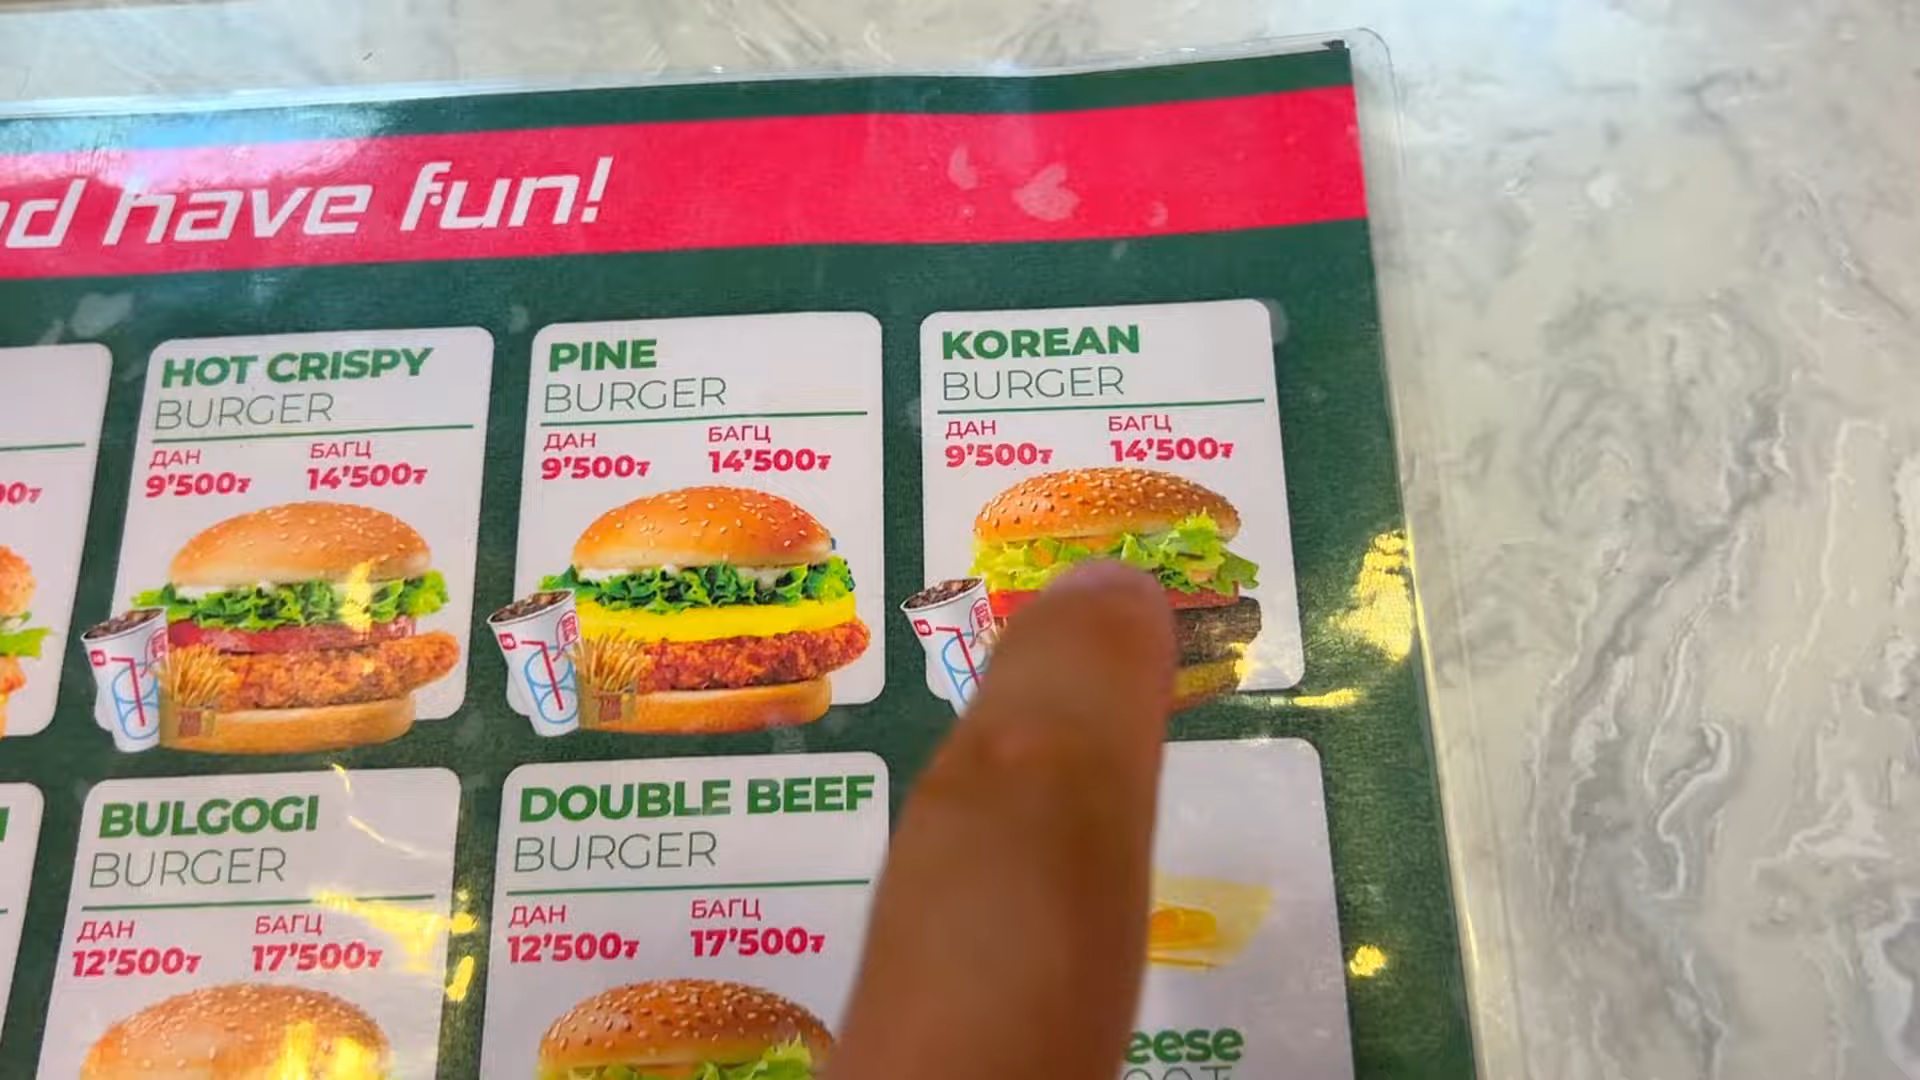 have fun!
HOT CRISPY
BURGER
ДАН БАГЦ
9'500₮ 14'500₮
PINE
BURGER
ДАН БАГЦ
9'500₮ 14'500₮
KOREAN
BURGER
ДАН БАГЦ
9'500₮ 14'500₮
BULGOGI
BURGER
ДАН БАГЦ
12'500₮ 17'500₮
DOUBLE BEEF
BURGER
ДАН БАГЦ
12'500₮ 17'500₮